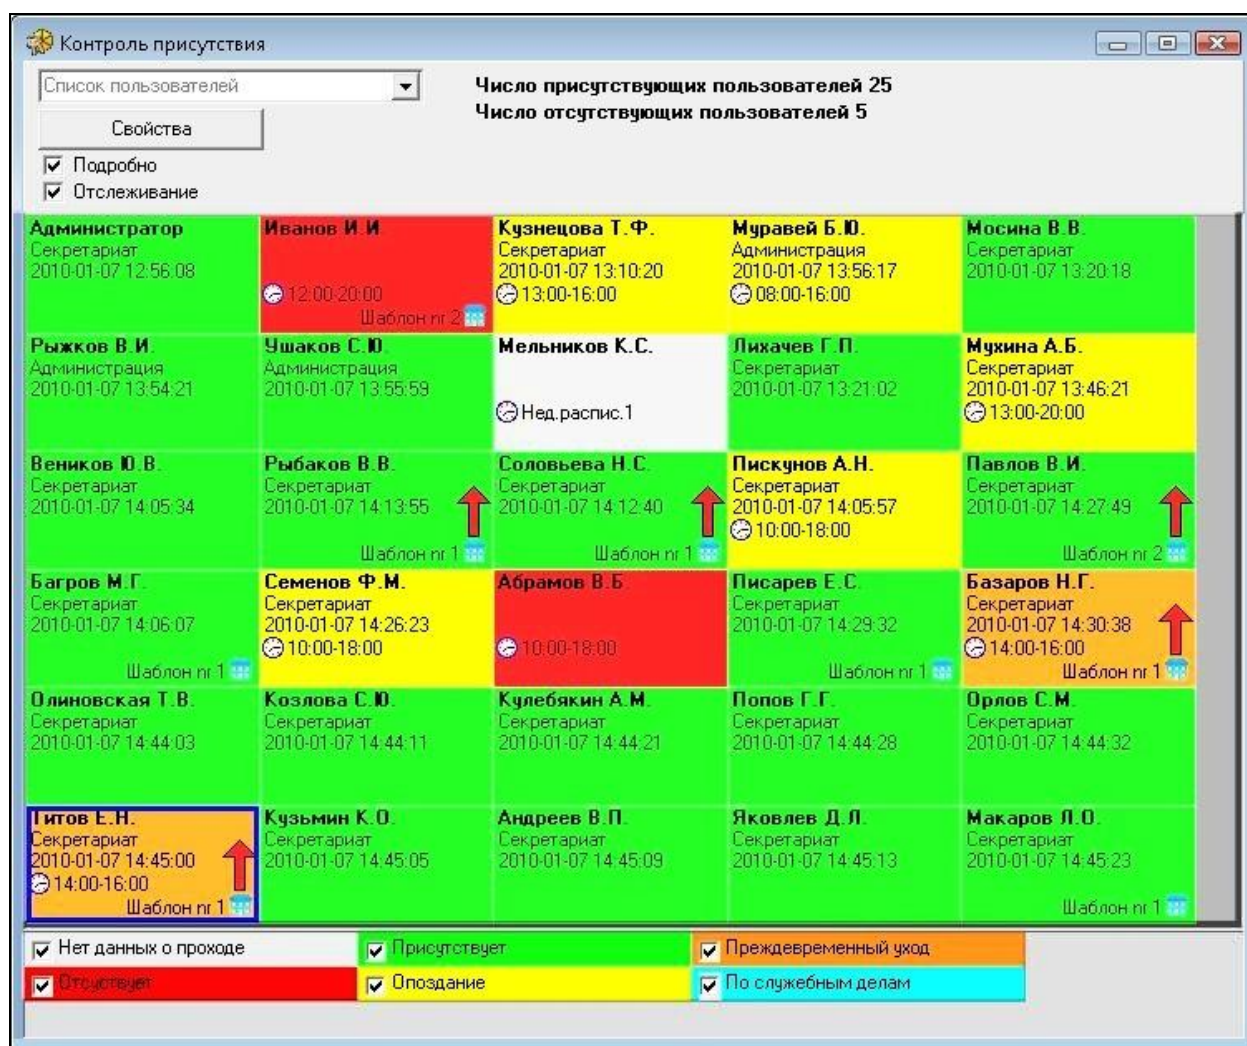 Контроль присутствия
Список пользователей
Число присутствующих пользователей 25
Число отсутствующих пользователей 5
Свойства
Подробно
Отслеживание
Администратор
Секретариат
2010-01-07 12:56:08
Иванов И.И.
12:00-20:00
Шаблон nr 2
Кузнецова Т.Ф.
Секретариат
2010-01-07 13:10:20
13:00-16:00
Муравей Б.Ю.
Администрация
2010-01-07 13:56:17
08:00-16:00
Мосина В.В.
Секретариат
2010-01-07 13:20:18
Рыжков В.И.
Администрация
2010-01-07 13:54:21
Ушаков С.Ю.
Администрация
2010-01-07 13:55:59
Мельников К.С.
Нед.распис.1
Лихачев Г.П.
Секретариат
2010-01-07 13:21:02
Мухина А.Б.
Секретариат
2010-01-07 13:46:21
13:00-20:00
Веников Ю.В.
Секретариат
2010-01-07 14:05:34
Рыбаков В.В.
Секретариат
2010-01-07 14:13:55
Шаблон nr 1
Соловьева Н.С.
Секретариат
2010-01-07 14:12:40
Шаблон nr 1
Пискунов А.Н.
Секретариат
2010-01-07 14:05:57
10:00-18:00
Павлов В.И.
Секретариат
2010-01-07 14:27:49
Шаблон nr 2
Багров М.Г.
Секретариат
2010-01-07 14:06:07
Шаблон nr 1
Семенов Ф.М.
Секретариат
2010-01-07 14:26:23
10:00-18:00
Абрамов В.Б.
10:00-18:00
Писарев Е.С.
Секретариат
2010-01-07 14:29:32
Шаблон nr 1
Базаров Н.Г.
Секретариат
2010-01-07 14:30:38
14:00-16:00
Шаблон nr 1
Олиновская Т.В.
Секретариат
2010-01-07 14:44:03
Козлова С.Ю.
Секретариат
2010-01-07 14:44:11
Кулебякин А.М.
Секретариат
2010-01-07 14:44:21
Попов Г.Г.
Секретариат
2010-01-07 14:44:28
Орлов С.М.
Секретариат
2010-01-07 14:44:32
Титов Е.Н.
Секретариат
2010-01-07 14:45:00
14:00-16:00
Шаблон nr 1
Кузьмин К.О.
Секретариат
2010-01-07 14:45:05
Андреев В.П.
Секретариат
2010-01-07 14:45:09
Яковлев Д.Л.
Секретариат
2010-01-07 14:45:13
Макаров Л.О.
Секретариат
2010-01-07 14:45:23
Шаблон nr 1
Нет данных о проходе
Присутствует
Преждевременный уход
Отсутствует
Опоздание
По служебным делам